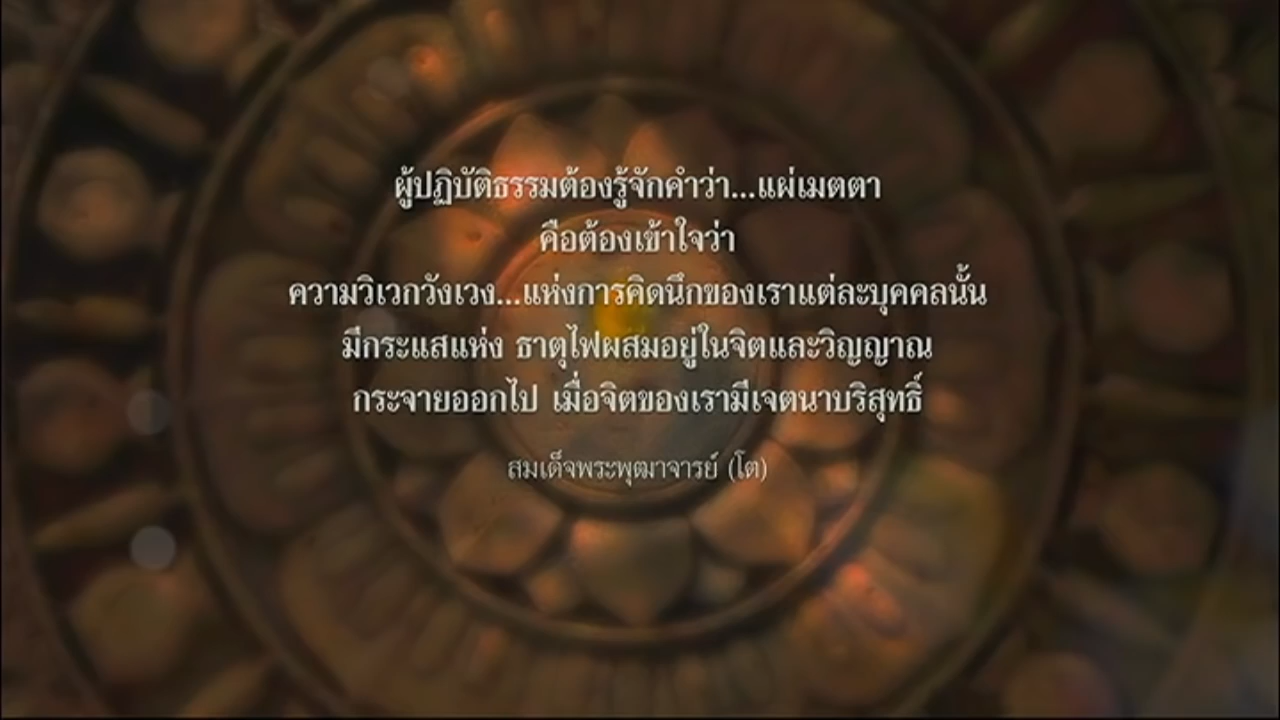 ผู้ปฏิบัติธรรมต้องรู้จักคำว่า...แผ่เมตตา
คือต้องเข้าใจว่า
ความวิเวกวังเวง...แห่งการคิดนึกของเราแต่ละบุคคลนั้น
มีกระแสแห่ง ธาตุไฟผสมอยู่ในจิตและวิญญาณ
กระจายออกไป เมื่อจิตของเรามีเจตนาบริสุทธิ์
สมเด็จพระพุฒาจารย์ (โต)